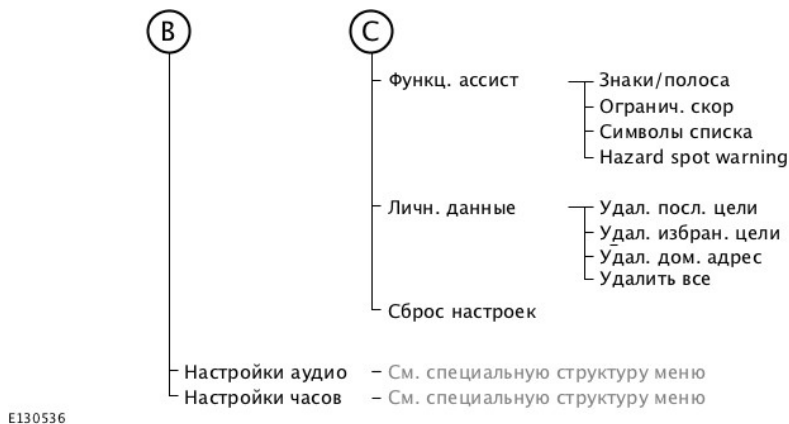 B C
Функц. ассист Знаки/полоса
Огранич. скор
Символы списка
Hazard spot warning
Личн. данные Удал. посл. цели
Удал. избран. цели
Удал. дом. адрес
Удалить все
Сброс настроек
Настройки аудио – См. специальную структуру меню
Настройки часов – См. специальную структуру меню
E130536